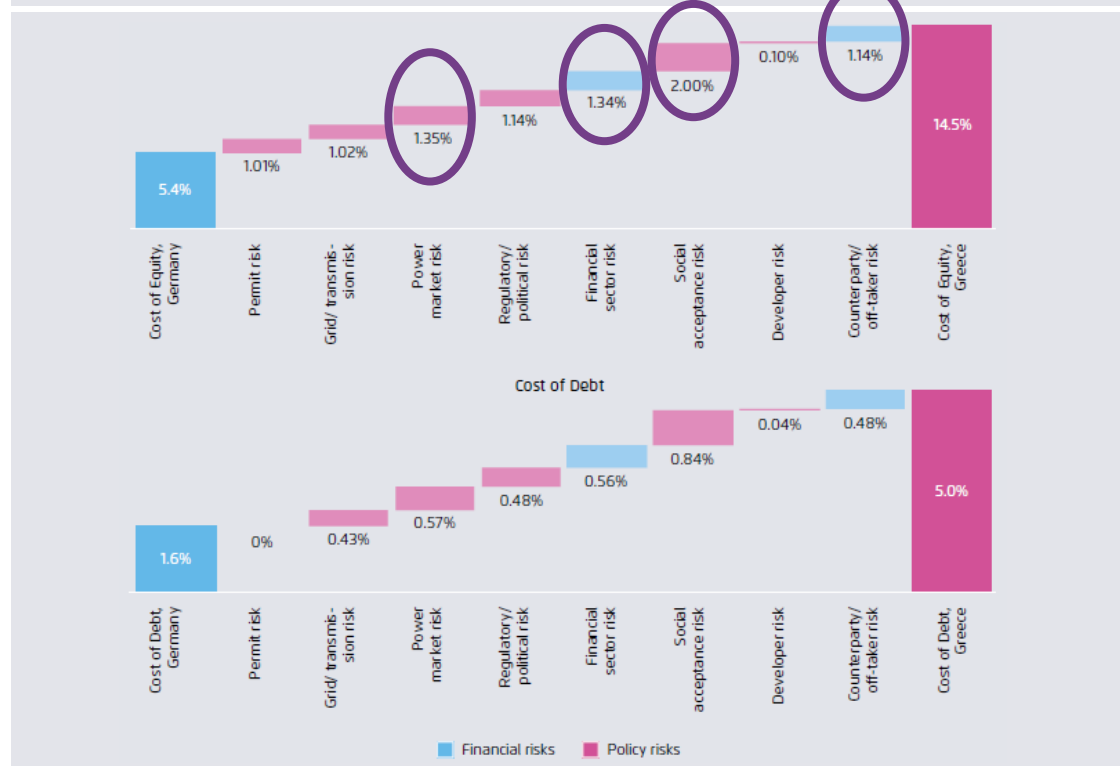 0.10%
1.14%
2.00%
1.34%
1.14%
14.5%
1.35%
1.02%
1.01%
5.4%
Cost of Equity,
Germany
Permit risk
Grid/ transmis-
sion risk
Power
market risk
Regulatory/
political risk
Financial
sector risk
Social
acceptance risk
Developer risk
Counterparty/
off-taker risk
Cost of Equity,
Greece
Cost of Debt
0.04%
0.48%
0.84%
0.56%
0.48%
5.0%
0.57%
0.43%
0%
1.6%
Cost of Debt,
Germany
Permit risk
Grid/ transmis-
sion risk
Power
market risk
Regulatory/
political risk
Financial
sector risk
Social
acceptance risk
Developer risk
Counterparty/
off-taker risk
Cost of Debt,
Greece
Financial risks
Policy risks